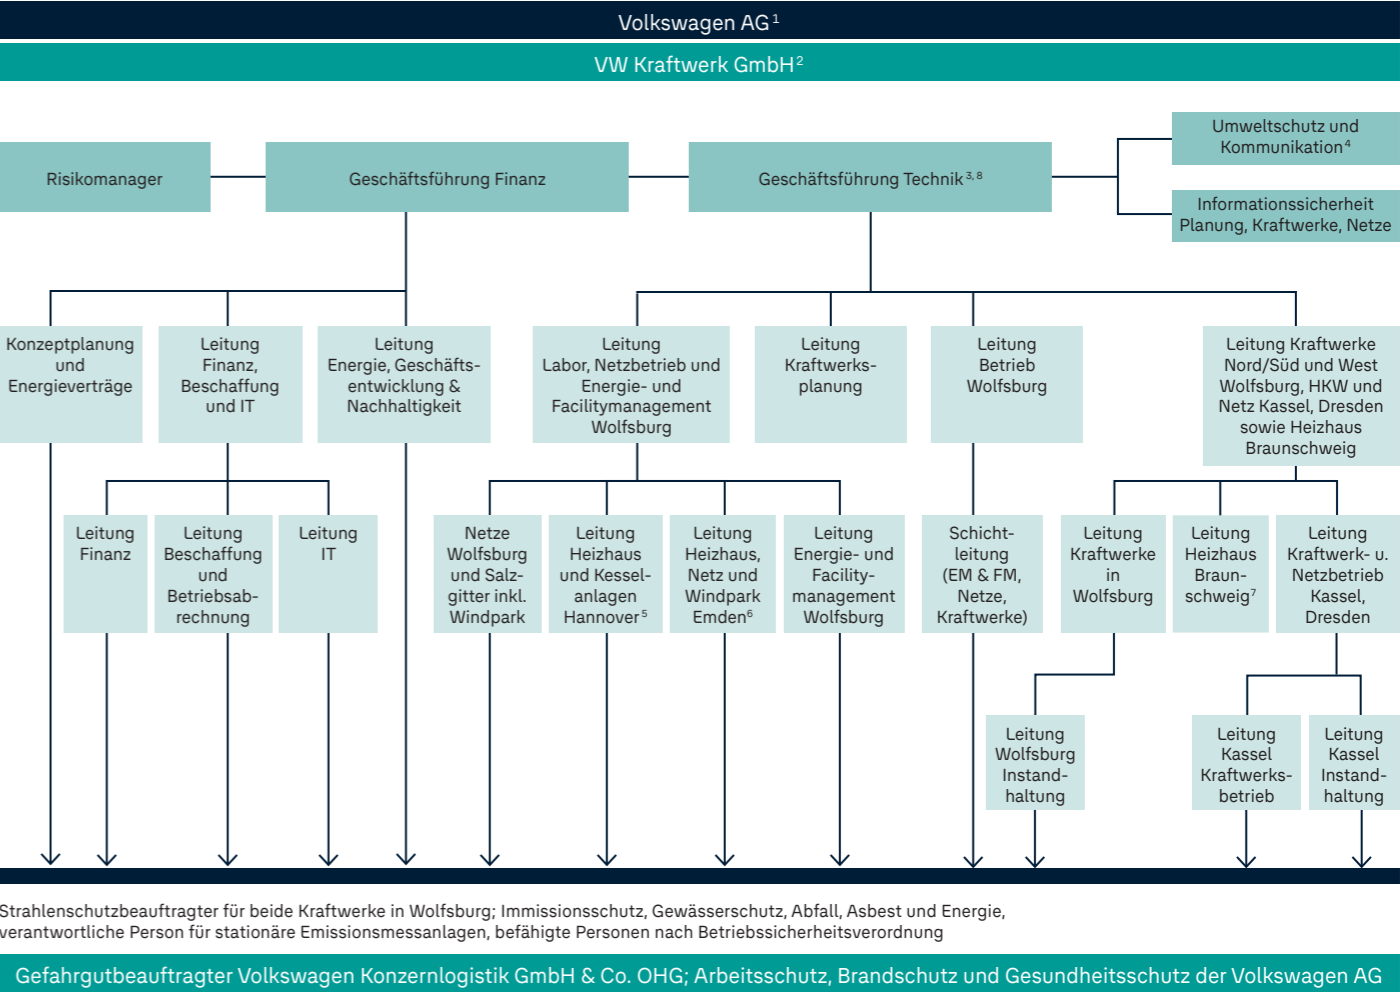 Volkswagen AG¹
VW Kraftwerk GmbH²
Umweltschutz und
Kommunikation⁴
Risikomanager
Geschäftsführung Finanz
Geschäftsführung Technik³,⁸
Informationssicherheit
Planung, Kraftwerke, Netze
Konzeptplanung
und
Energieverträge
Leitung
Finanz,
Beschaffung
und IT
Leitung
Energie, Geschäfts-
entwicklung &
Nachhaltigkeit
Leitung
Labor, Netzbetrieb und
Energie- und
Facilitymanagement
Wolfsburg
Leitung
Kraftwerks-
planung
Leitung
Betrieb
Wolfsburg
Leitung Kraftwerke
Nord/Süd und West
Wolfsburg, HKW und
Netz Kassel, Dresden
sowie Heizhaus
Braunschweig
Leitung
Finanz
Leitung
Beschaffung
und
Betriebsab-
rechnung
Leitung
IT
Netze
Wolfsburg
und Salz-
gitter inkl.
Windpark
Leitung
Heizhaus
und Kessel-
anlagen
Hannover⁵
Leitung
Heizhaus,
Netz und
Windpark
Emden⁶
Leitung
Energie- und
Facility-
management
Wolfsburg
Schicht-
leitung
(EM & FM,
Netze,
Kraftwerke)
Leitung
Kraftwerke
in
Wolfsburg
Leitung
Heizhaus
Braun-
schweig⁷
Leitung
Kraftwerk- u.
Netzbetrieb
Kassel,
Dresden
Leitung
Wolfsburg
Instand-
haltung
Leitung
Kassel
Kraftwerks-
betrieb
Leitung
Kassel
Instand-
haltung
Strahlenschutzbeauftragter für beide Kraftwerke in Wolfsburg; Immissionsschutz, Gewässerschutz, Abfall, Asbest und Energie,
verantwortliche Person für stationäre Emissionsmessanlagen, befähigte Personen nach Betriebssicherheitsverordnung
Gefahrgutbeauftragter Volkswagen Konzernlogistik GmbH & Co. OHG; Arbeitsschutz, Brandschutz und Gesundheitsschutz der Volkswagen AG